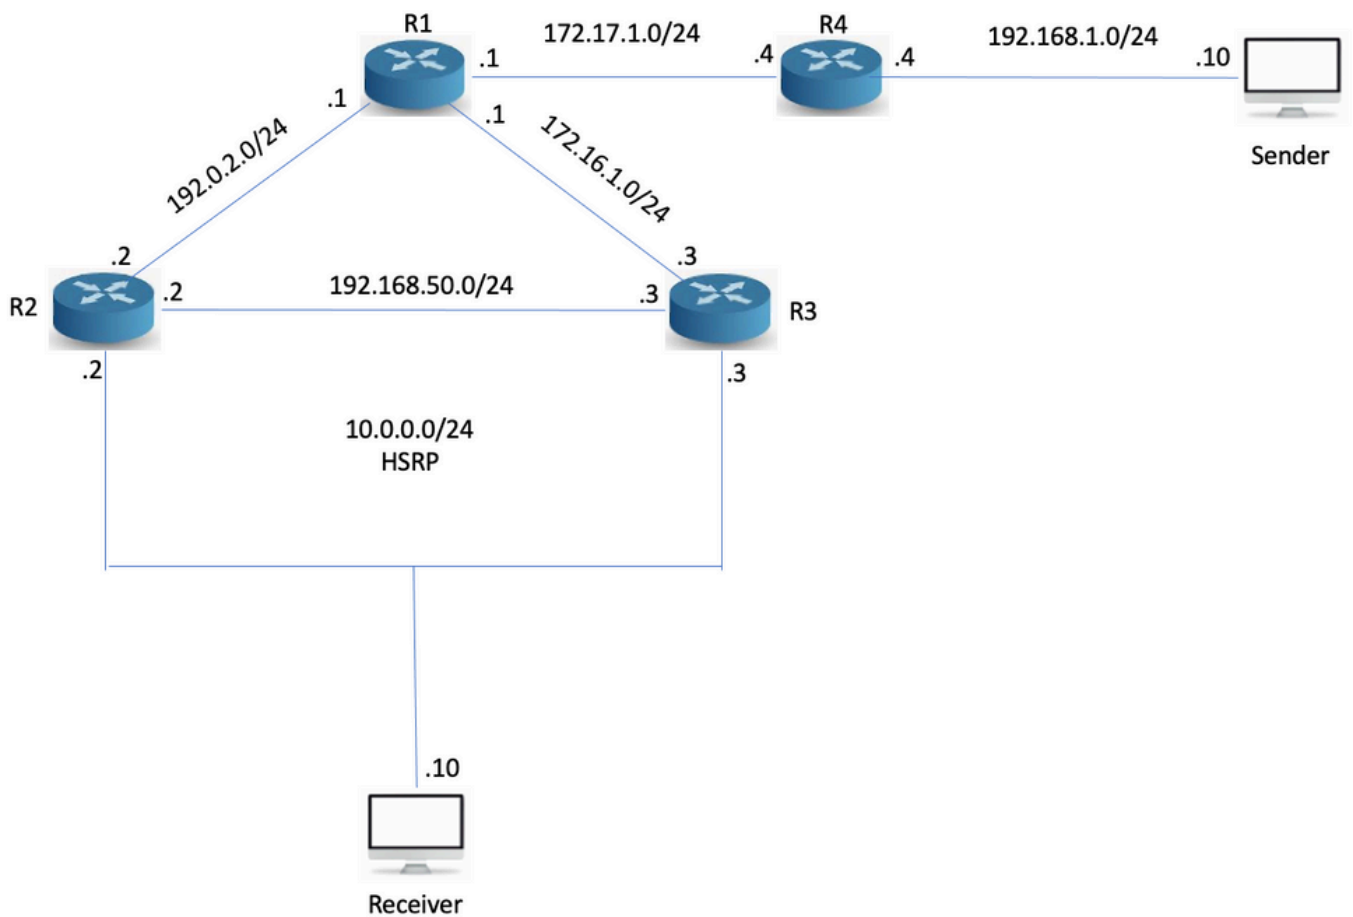 R1
172.17.1.0/24
R4
192.168.1.0/24
.1
.4
.4
.10
.1
.1
192.0.2.0/24
172.16.1.0/24
Sender
.2
.3
R2
.2
192.168.50.0/24
.3
R3
.2
.3
10.0.0.0/24
HSRP
.10
Receiver